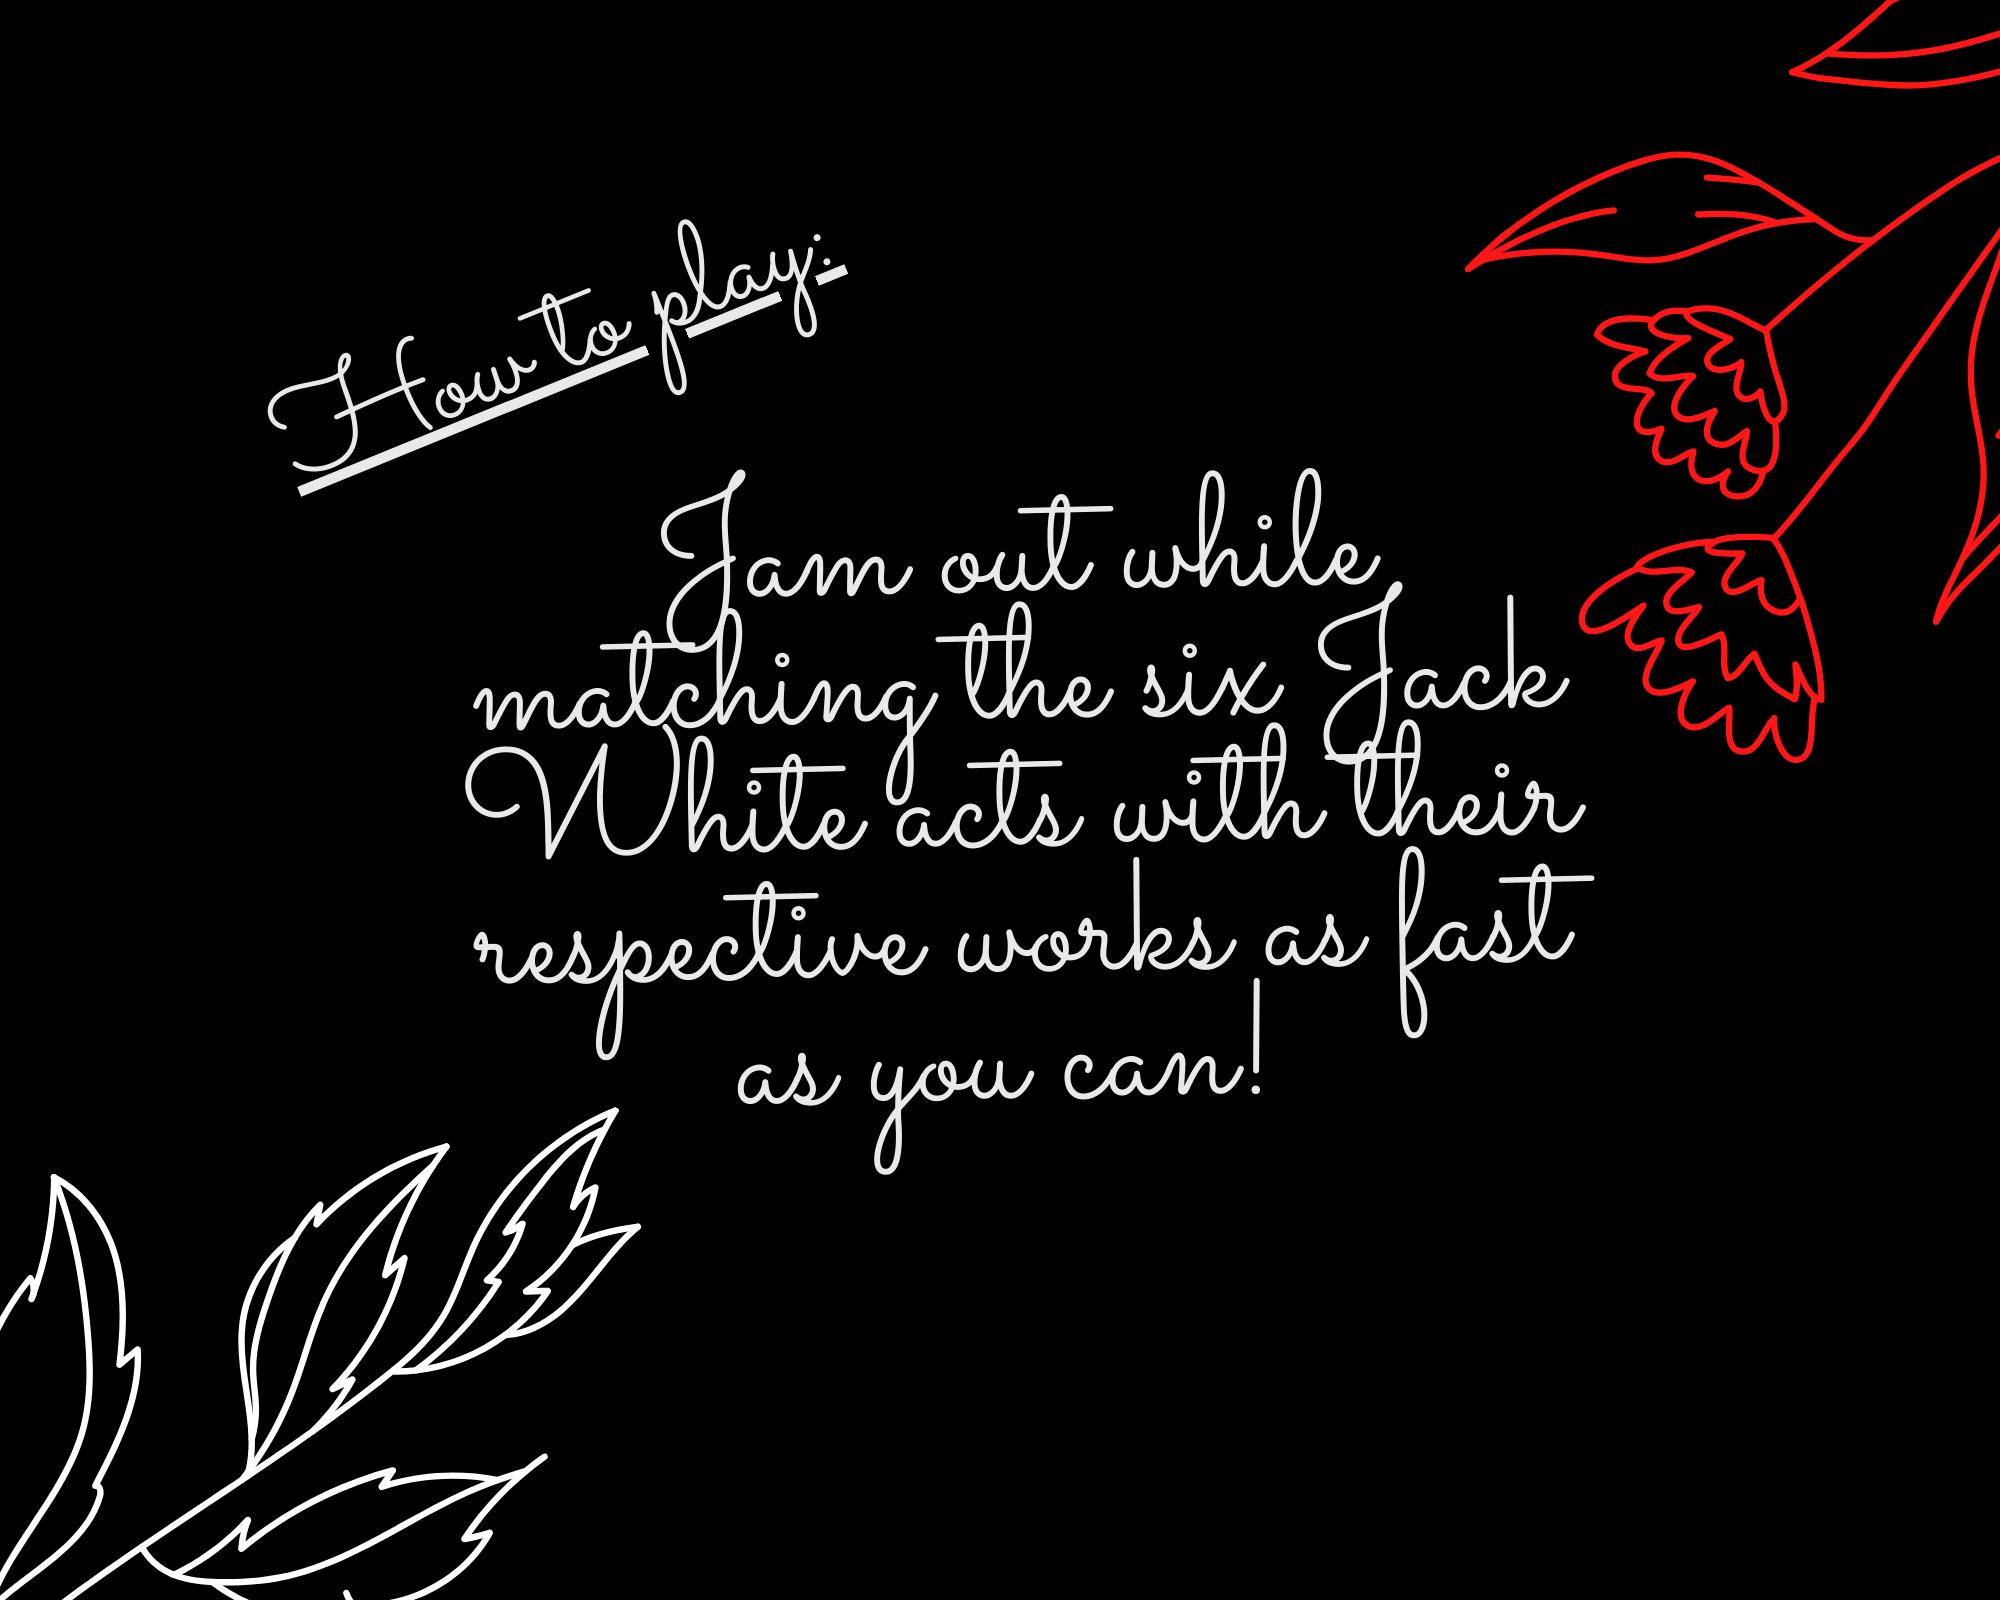 How to play:
Jam out while
matching the six Jack
White acts with their
respective works as fast
as you can!